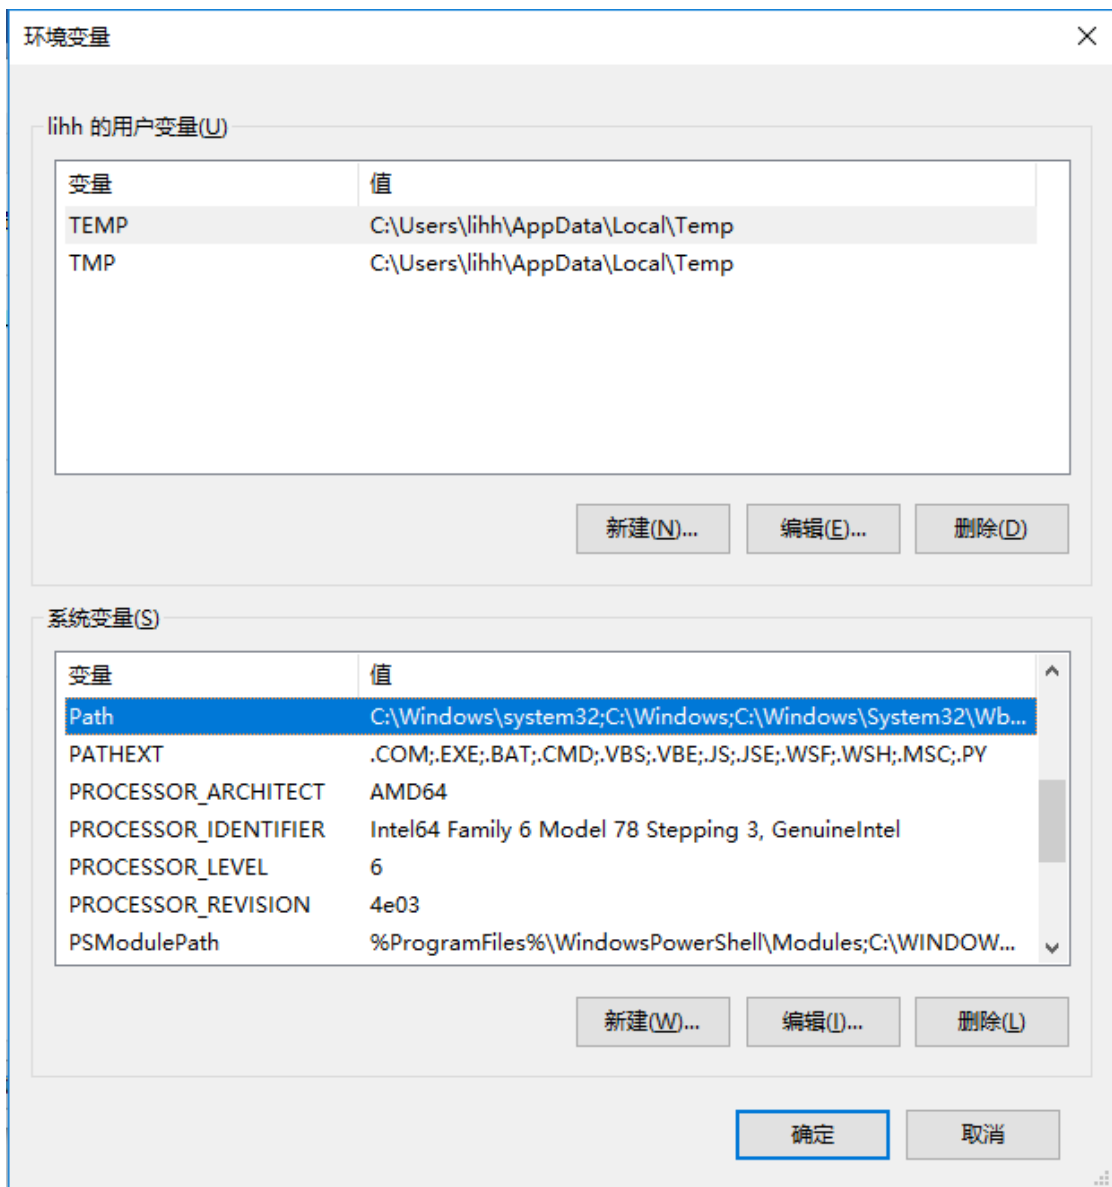 环境变量
lihh 的用户变量(U)
变量 值
TEMP C:\Users\lihh\AppData\Local\Temp
TMP C:\Users\lihh\AppData\Local\Temp
新建(N)... 编辑(E)... 删除(D)
系统变量(S)
变量 值
Path C:\Windows\system32;C:\Windows;C:\Windows\System32\Wb...
PATHEXT .COM;.EXE;.BAT;.CMD;.VBS;.VBE;.JS;.JSE;.WSF;.WSH;.MSC;.PY
PROCESSOR_ARCHITECT AMD64
PROCESSOR_IDENTIFIER Intel64 Family 6 Model 78 Stepping 3, GenuineIntel
PROCESSOR_LEVEL 6
PROCESSOR_REVISION 4e03
PSModulePath %ProgramFiles%\WindowsPowerShell\Modules;C:\WINDOW...
新建(W)... 编辑(I)... 删除(L)
确定 取消